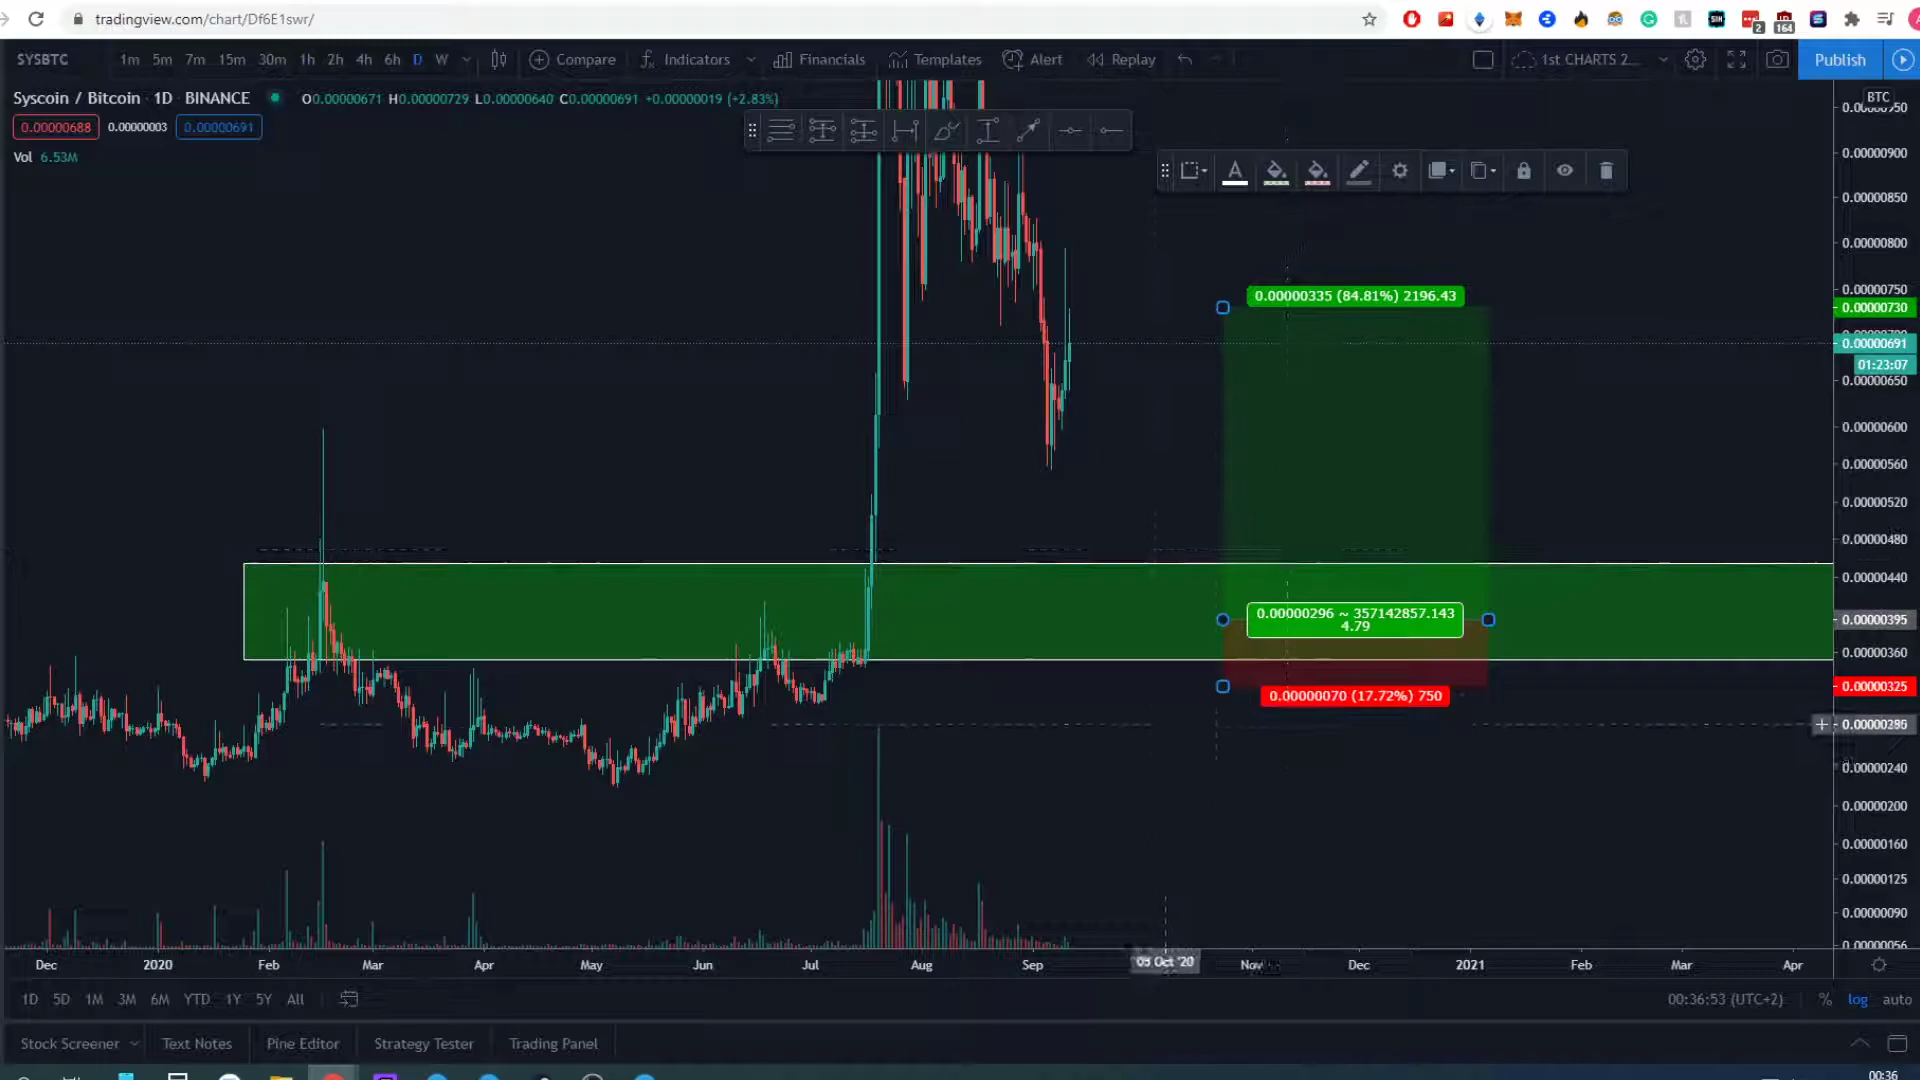 tradingview.com/chart/Df6E1swr/
2
164
SYSBTC 1m 5m 7m 15m 30m 1h 2h 4h 6h D W Compare Indicators Financials Templates Alert Replay 1st CHARTS 2... Publish
Syscoin / Bitcoin · 1D · BINANCE O0.00000671 H0.00000729 L0.00000640 C0.00000691 +0.00000019 (+2.83%)
0.00000688 0.00000003 0.00000691
Vol 6.53M
BTC
0.00000900
0.00000850
0.00000800
0.00000750
0.00000335 (84.81%) 2196.43
0.00000730
0.00000691
01:23:07
0.00000650
0.00000600
0.00000560
0.00000520
0.00000480
0.00000440
0.00000296 ~ 357142857.143
4.79
0.00000395
0.00000360
0.00000325
0.00000070 (17.72%) 750
0.00000296
0.00000240
0.00000200
0.00000160
0.00000125
0.00000090
0.00000056
Dec 2020 Feb Mar Apr May Jun Jul Aug Sep 05 Oct '20 Nov Dec 2021 Feb Mar Apr
1D 5D 1M 3M 6M YTD 1Y 5Y All 00:36:53 (UTC+2) % log auto
Stock Screener Text Notes Pine Editor Strategy Tester Trading Panel
00:36